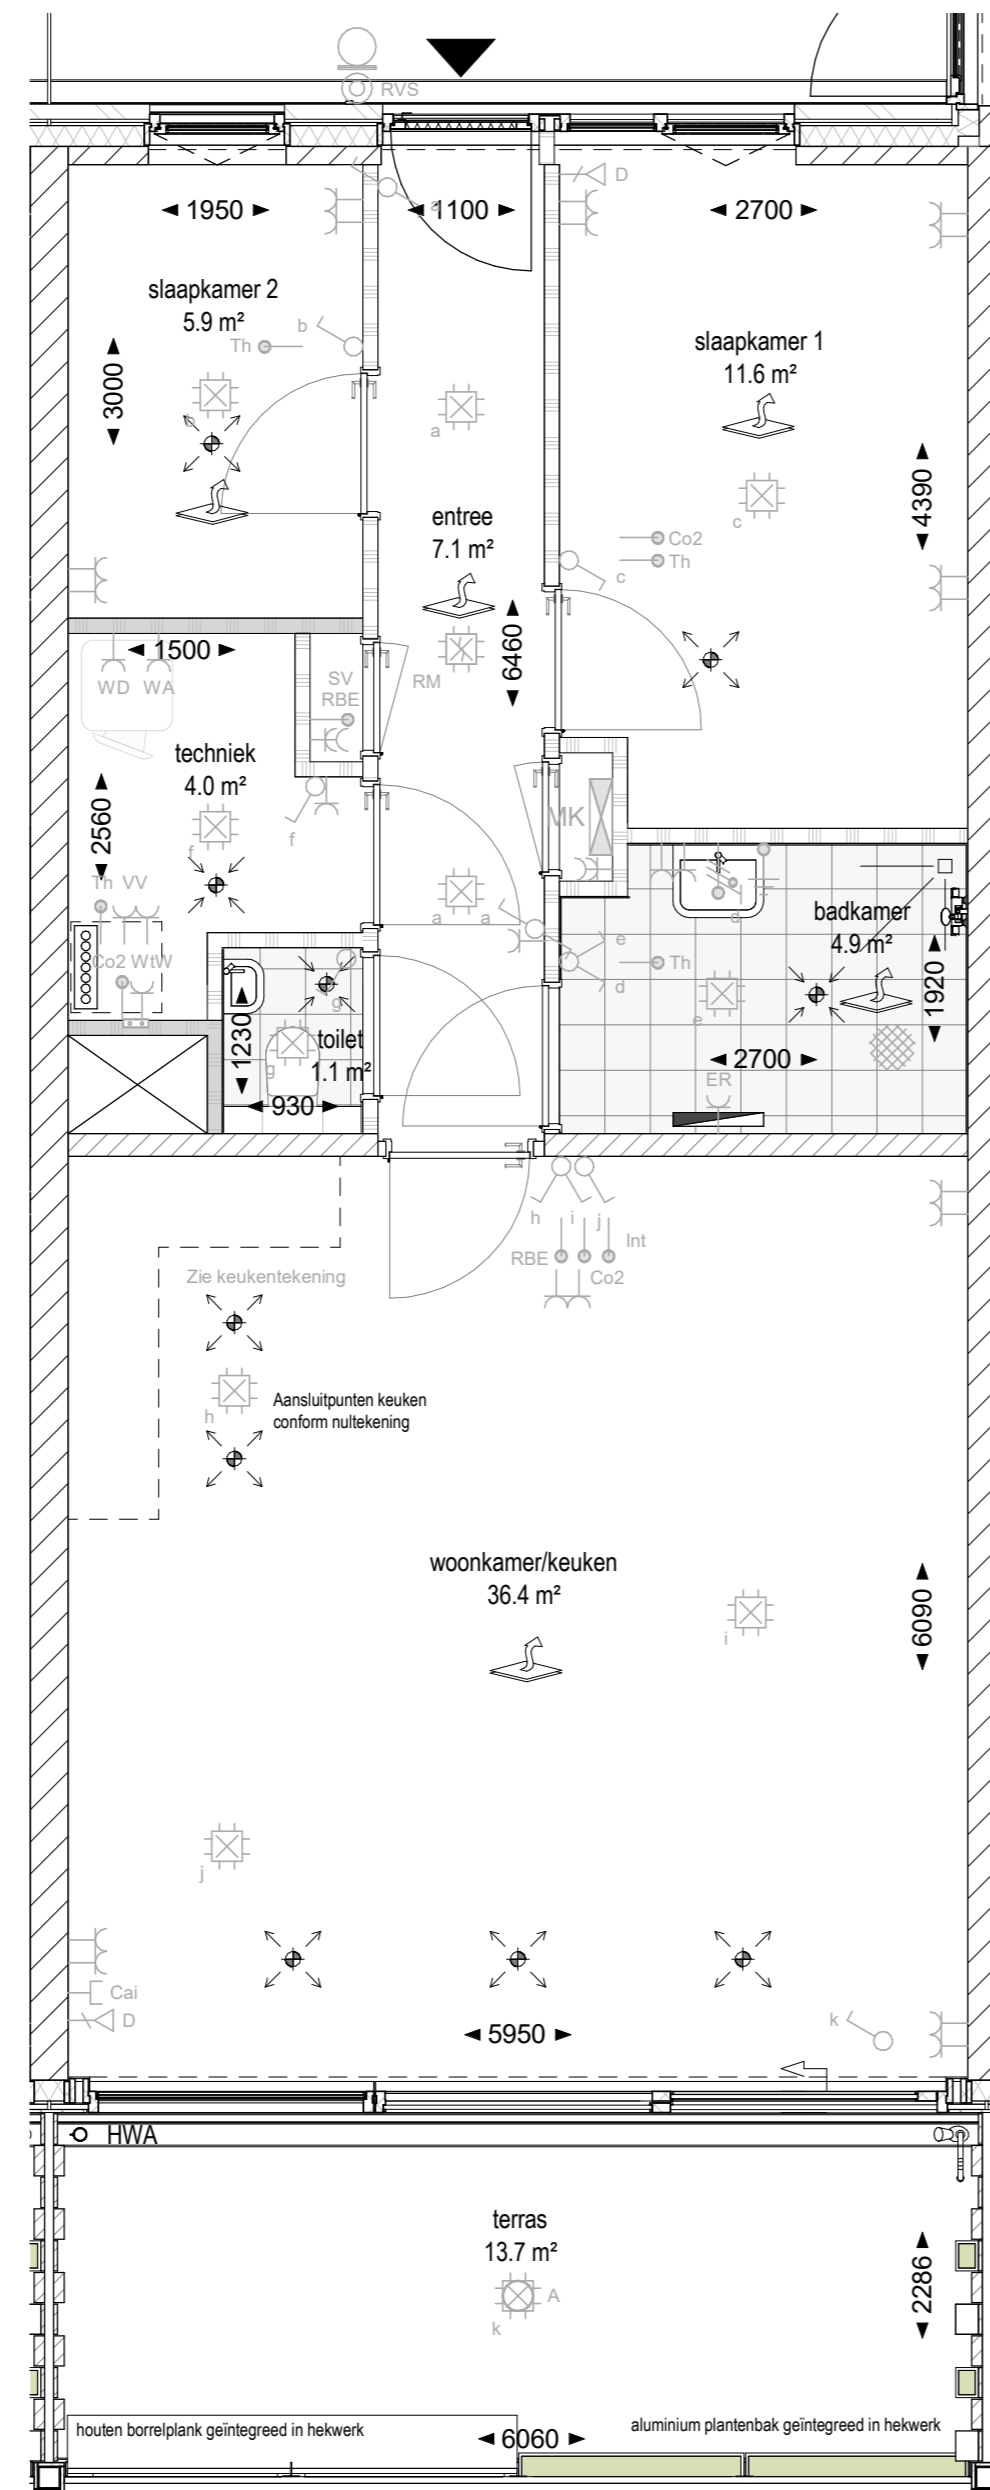 RVS
1950
1100
a
2700
D
slaapkamer 2
5.9 m²
b
Th
3000
b
slaapkamer 1
11.6 m²
4390
a
c
entree
7.1 m²
Co2
Th
c
6460
1500
WD WA
SV
RBE
RM
techniek
4.0 m²
f
f
2560
MK
Th VV
Co2 WtW
a
a
d
badkamer
4.9 m²
e
d
Th
e
1920
g
toilet
1.1 m²
g
1230
930
2700
ER
h
i
j
Int
RBE
Co2
Zie keukentekening
h
Aansluitpunten keuken
conform nultekening
woonkamer/keuken
36.4 m²
i
6090
j
Cai
D
5950
k
HWA
terras
13.7 m²
A
k
2286
houten borrelplank geïntegreed in hekwerk
aluminium plantenbak geïntegreed in hekwerk
6060